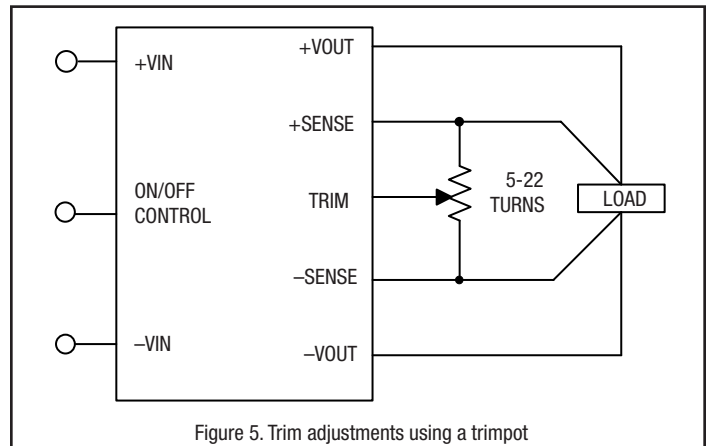 +VIN
ON/OFF
CONTROL
–VIN
+VOUT
+SENSE
TRIM
–SENSE
–VOUT
5-22
TURNS
LOAD
Figure 5. Trim adjustments using a trimpot